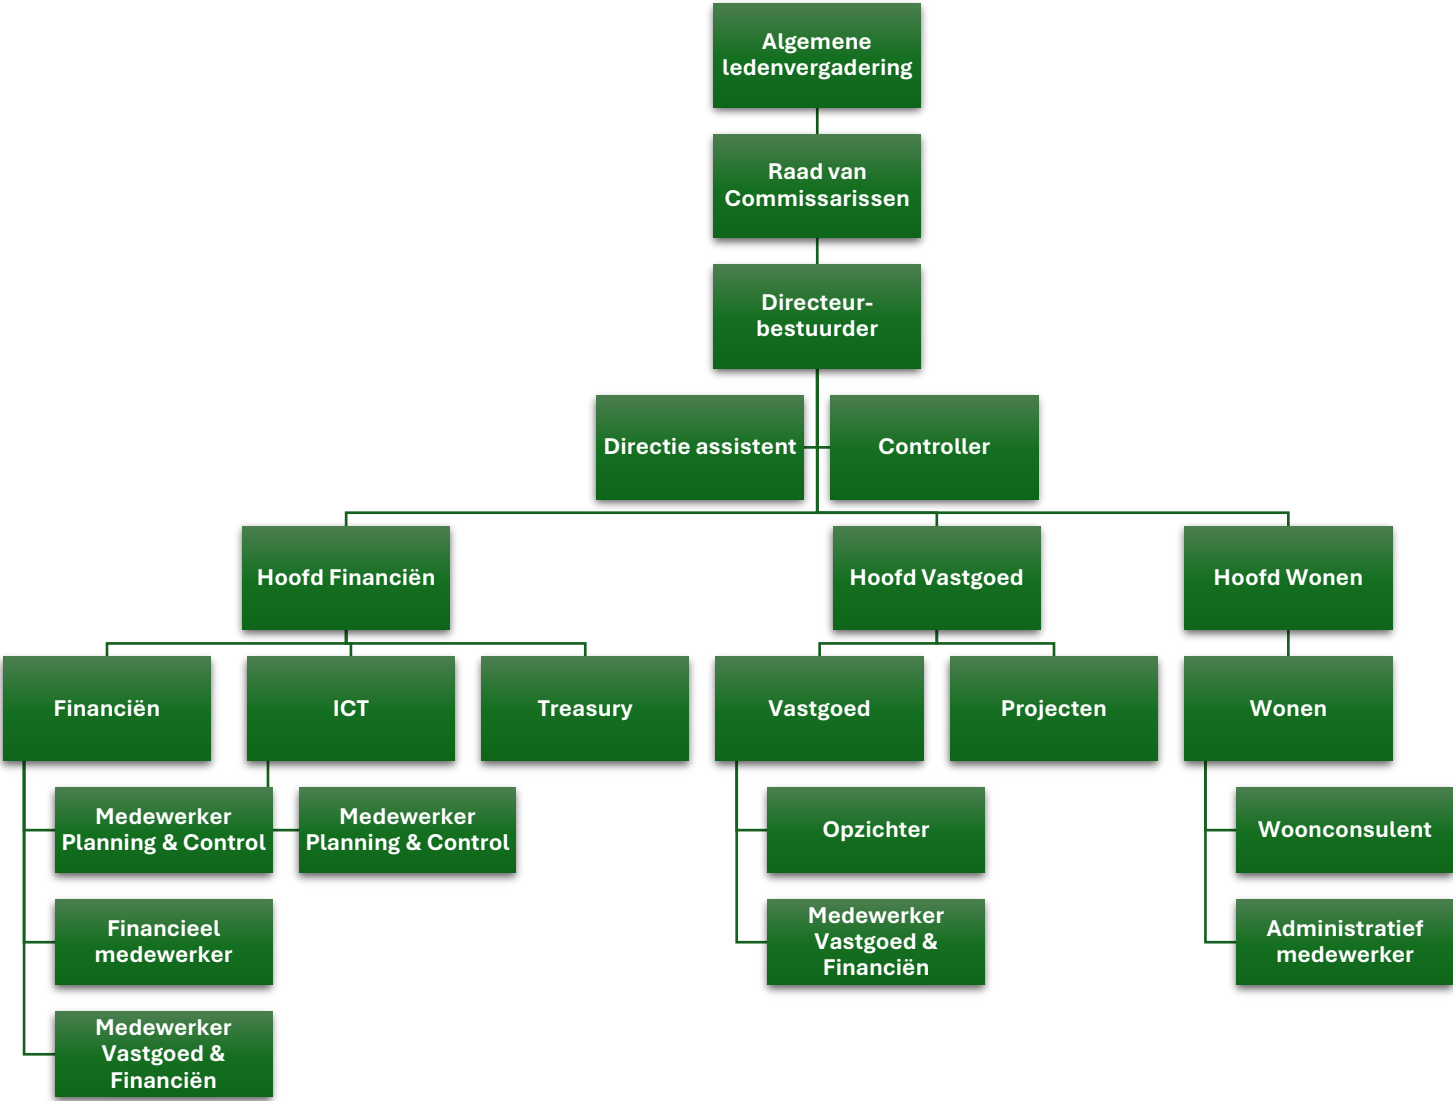 Algemene
ledenvergadering
Raad van
Commissarissen
Directeur-
bestuurder
Directie assistent
Controller
Hoofd Financiën
Hoofd Vastgoed
Hoofd Wonen
Financiën
ICT
Treasury
Vastgoed
Projecten
Wonen
Medewerker
Planning & Control
Medewerker
Planning & Control
Opzichter
Woonconsulent
Financieel
medewerker
Medewerker
Vastgoed &
Financiën
Administratief
medewerker
Medewerker
Vastgoed &
Financiën